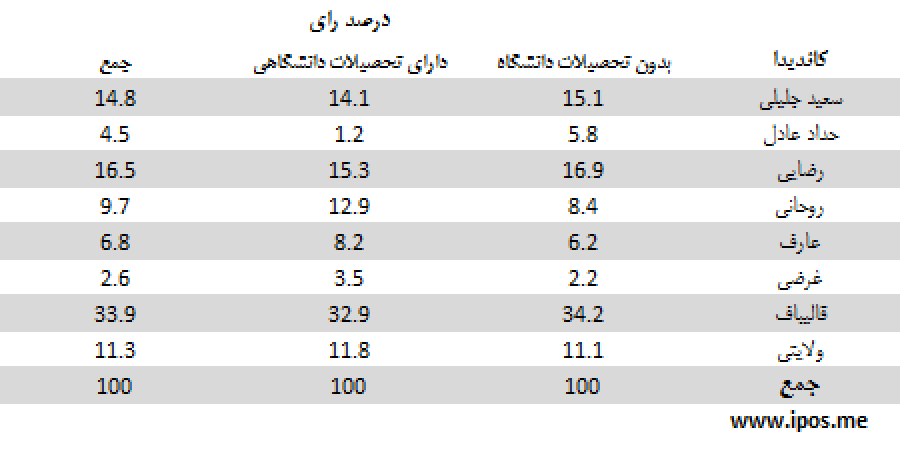 درصد رای
کاندیدا بدون تحصیلات دانشگاه دارای تحصیلات دانشگاهی جمع
سعید جلیلی 15.1 14.1 14.8
حداد عادل 5.8 1.2 4.5
رضایی 16.9 15.3 16.5
روحانی 8.4 12.9 9.7
عارف 6.2 8.2 6.8
غرضی 2.2 3.5 2.6
قالیباف 34.2 32.9 33.9
ولایتی 11.1 11.8 11.3
جمع 100 100 100
www.ipos.me